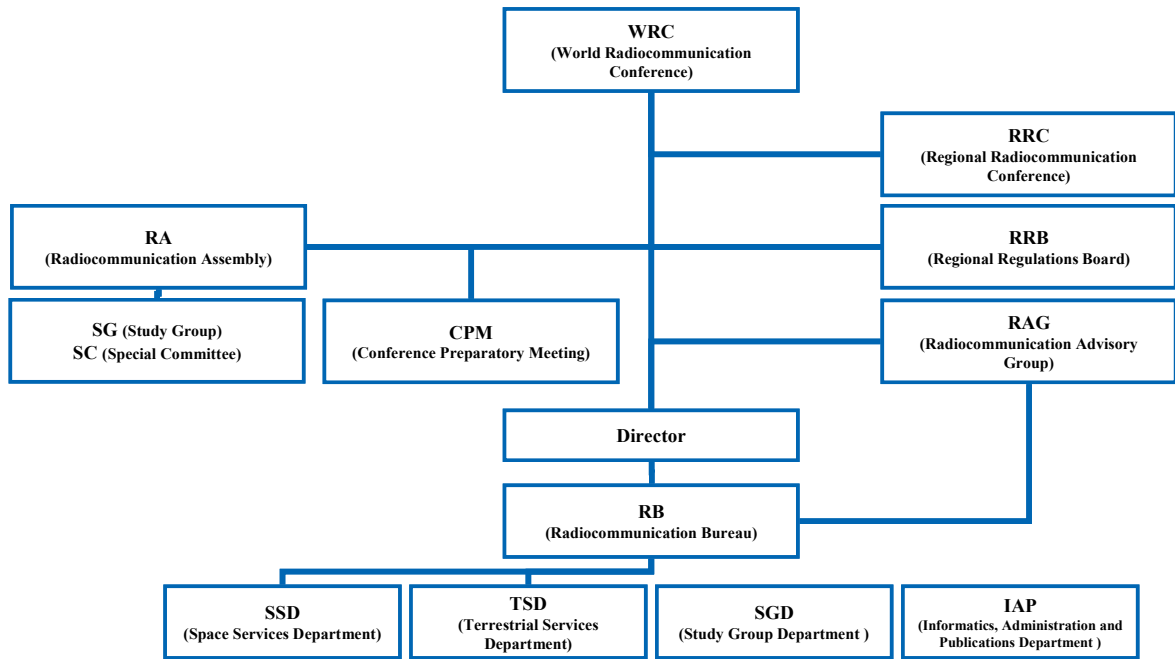 WRC
(World Radiocommunication
Conference)
RRC
(Regional Radiocommunication
Conference)
RA
(Radiocommunication Assembly)
RRB
(Regional Regulations Board)
SG (Study Group)
SC (Special Committee)
CPM
(Conference Preparatory Meeting)
RAG
(Radiocommunication Advisory
Group)
Director
RB
(Radiocommunication Bureau)
SSD
(Space Services Department)
TSD
(Terrestrial Services
Department)
SGD
(Study Group Department )
IAP
(Informatics, Administration and
Publications Department )